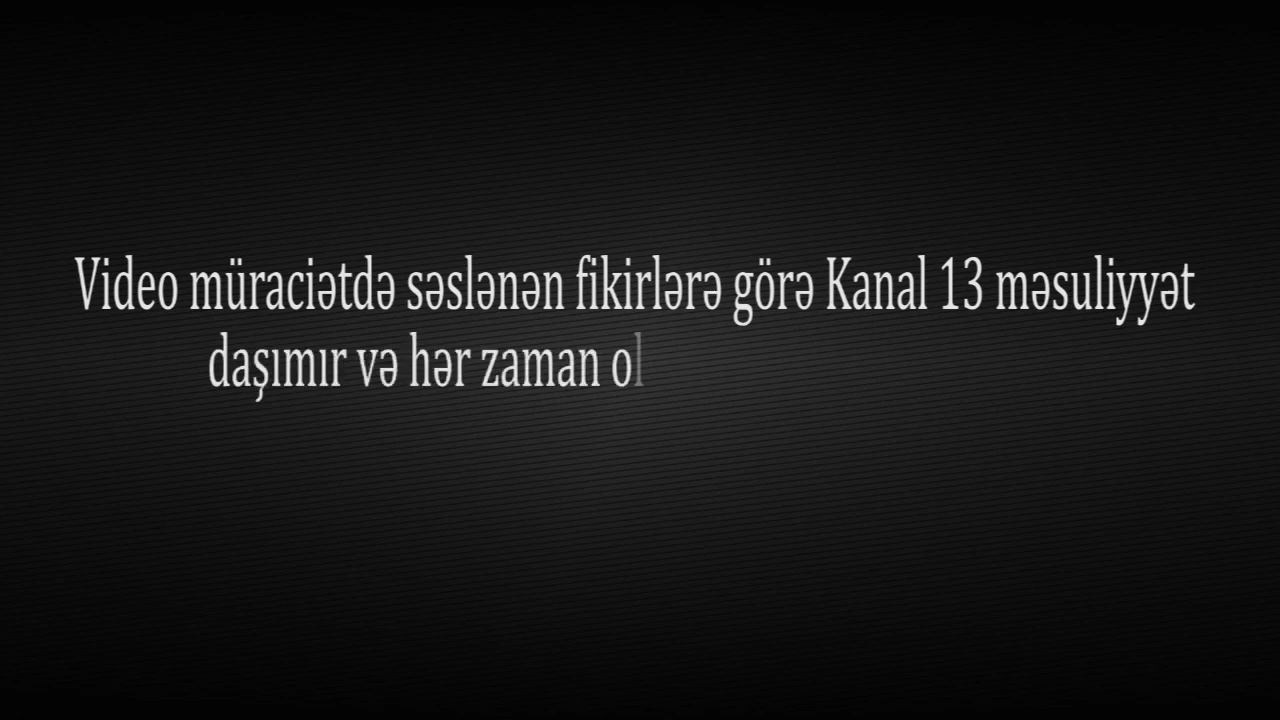 Video müraciətdə səslənən fikirlərə görə Kanal 13 məsuliyyət
daşımır və hər zaman ol